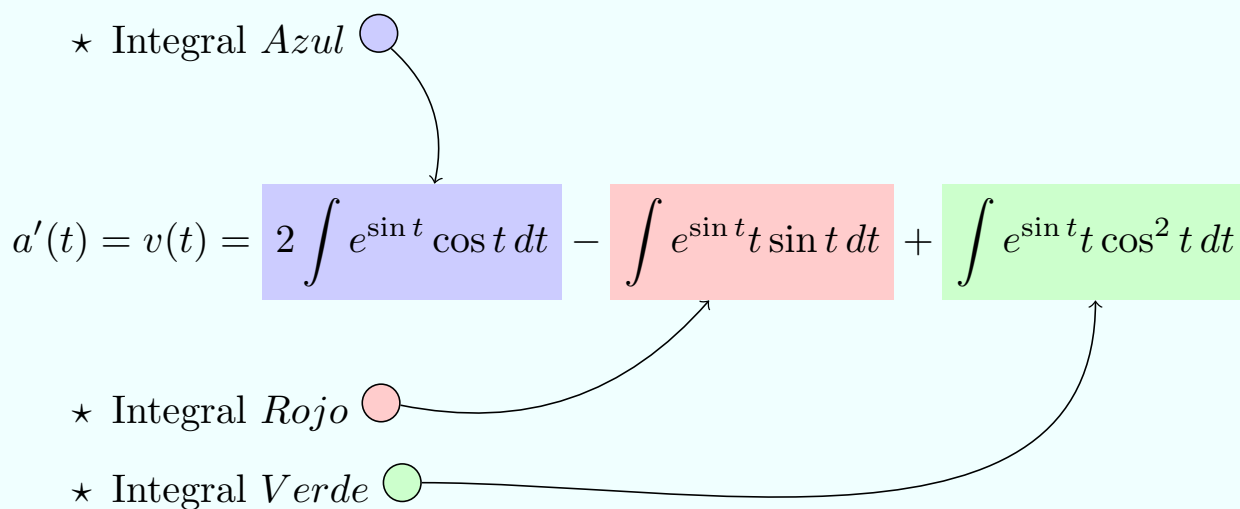 ⋆ Integral Azul
a′(t) = v(t) = 2 ∫ e^{sin t} cos t dt − ∫ e^{sin t} t sin t dt + ∫ e^{sin t} t cos² t dt
⋆ Integral Rojo
⋆ Integral Verde